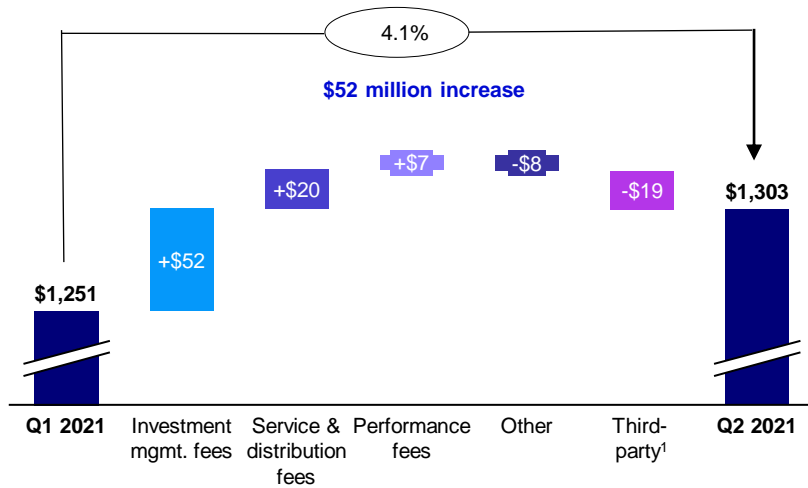 4.1%
$52 million increase
+$7
-$8
+$20
-$19
$1,303
+$52
$1,251
Q1 2021
Investment
mgmt. fees
Service &
distribution
fees
Performance
fees
Other
Third-
party¹
Q2 2021